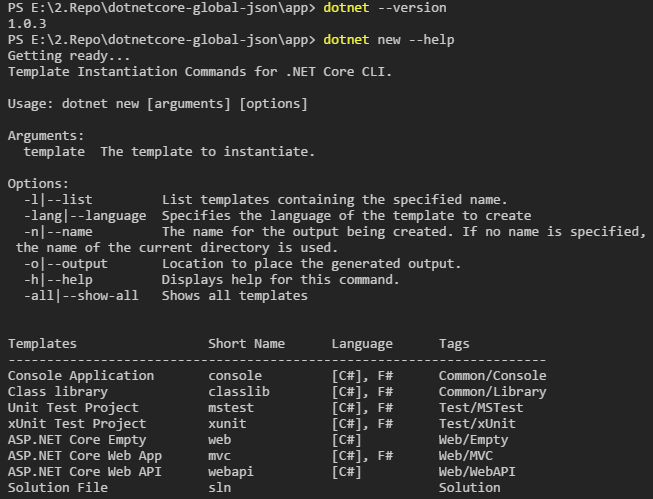 PS E:\2.Repo\dotnetcore-global-json\app> dotnet --version
1.0.3
PS E:\2.Repo\dotnetcore-global-json\app> dotnet new --help
Getting ready...
Template Instantiation Commands for .NET Core CLI.
Usage: dotnet new [arguments] [options]
Arguments:
  template  The template to instantiate.
Options:
  -l|--list         List templates containing the specified name.
  -lang|--language  Specifies the language of the template to create
  -n|--name         The name for the output being created. If no name is specified,
 the name of the current directory is used.
  -o|--output       Location to place the generated output.
  -h|--help         Displays help for this command.
  -all|--show-all   Shows all templates
Templates                 Short Name      Language      Tags
----------------------------------------------------------------------
Console Application       console         [C#], F#      Common/Console
Class library             classlib        [C#], F#      Common/Library
Unit Test Project         mstest          [C#], F#      Test/MSTest
xUnit Test Project        xunit           [C#], F#      Test/xUnit
ASP.NET Core Empty        web             [C#]          Web/Empty
ASP.NET Core Web App      mvc             [C#], F#      Web/MVC
ASP.NET Core Web API      webapi          [C#]          Web/WebAPI
Solution File             sln                           Solution